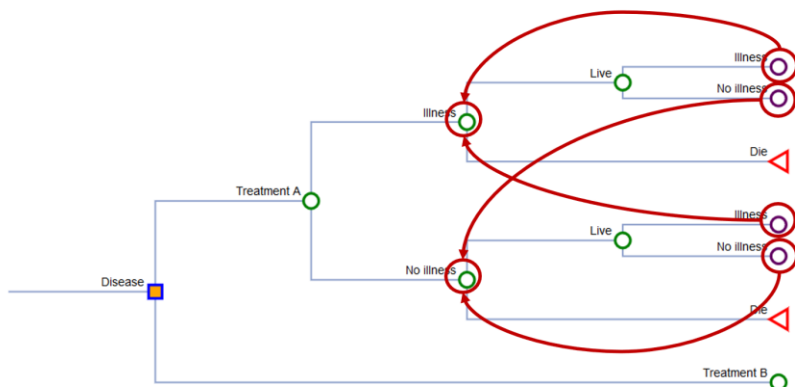 Illness
Live
No illness
Illness
Die
Treatment A
Illness
Live
No illness
No illness
Disease
Die
Treatment B